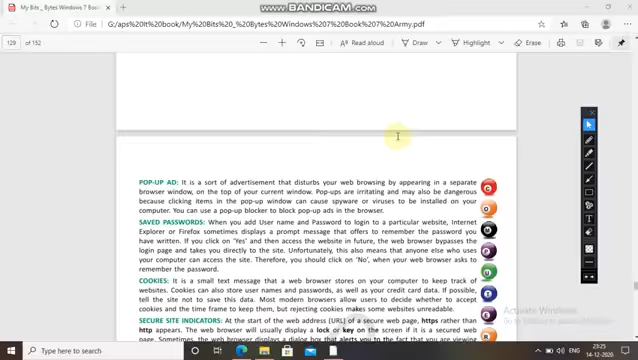 WWW.BANDICAM.COM
My Bits _ Bytes Windows 7 Book
File
G:/aps%20It%20book/My%20Bits%20_%20Bytes%20Windows%207%20Book%20%20Army.pdf
129 of 152
Read aloud
Draw
Highlight
Erase
POP-UP AD: It is a sort of advertisement that disturbs your web browsing by appearing in a separate
browser window, on the top of your current window. Pop-ups are irritating and may also be dangerous
because clicking items in the pop-up window can cause spyware or viruses to be installed on your
computer. You can use a pop-up blocker to block pop-up ads in the browser.
SAVED PASSWORDS: When you add User name and Password to login to a particular website, Internet
Explorer or Firefox sometimes displays a prompt message that offers to remember the password you
have written. If you click on 'Yes' and then access the website in future, the web browser bypasses the
login page and takes you directly to the site. Unfortunately, this also means that anyone else who uses
your computer can access the site. Therefore, you should click on 'No', when your web browser asks to
remember the password.
COOKIES: It is a small text message that a web browser stores on your computer to keep track of
websites. Cookies can also store user names and passwords, as well as your credit card data. If possible,
tell the site not to save this data. Most modern browsers allow users to decide whether to accept
cookies and the time frame to keep them, but rejecting cookies makes some websites unreadable.
SECURE SITE INDICATORS: At the start of the web address (URL) of a secure web page, https rather than
http appears. The web browser will usually display a lock or key on the screen if it is a secured web
page. Sometimes, the web browser displays a dialog box that alerts you to the fact that you are viewing
C
O
M
P
U
T
E
R
T
Activate Windows
Go to Settings to activate Windows.
Type here to search
23:25
14-12-2020